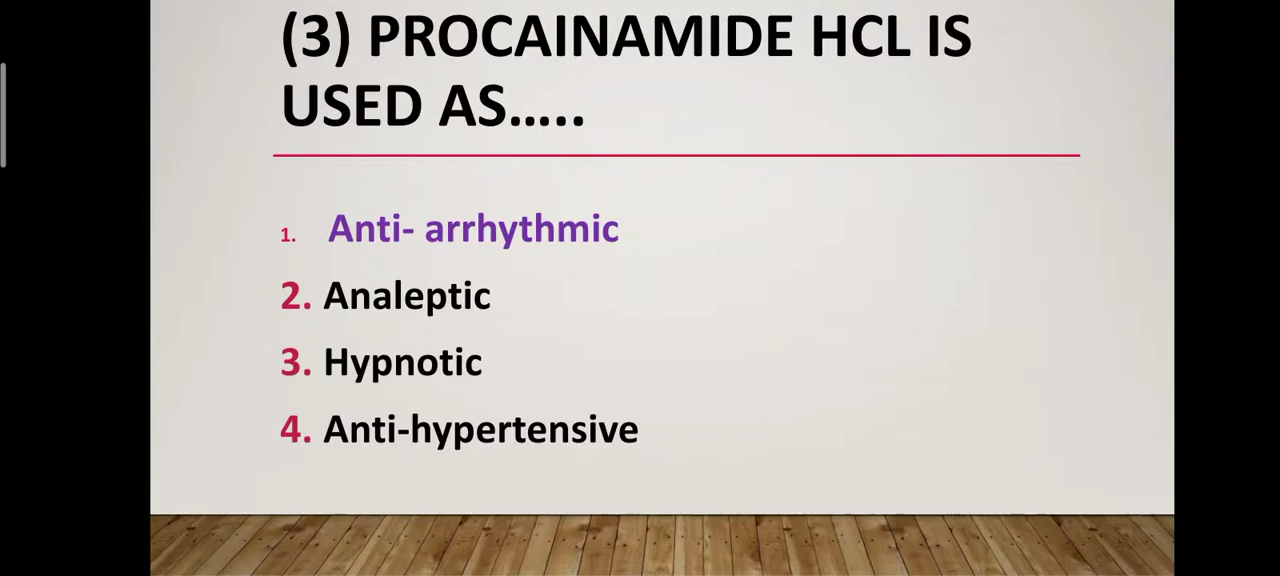 (3) PROCAINAMIDE HCL IS
USED AS.....
1. Anti- arrhythmic
2. Analeptic
3. Hypnotic
4. Anti-hypertensive